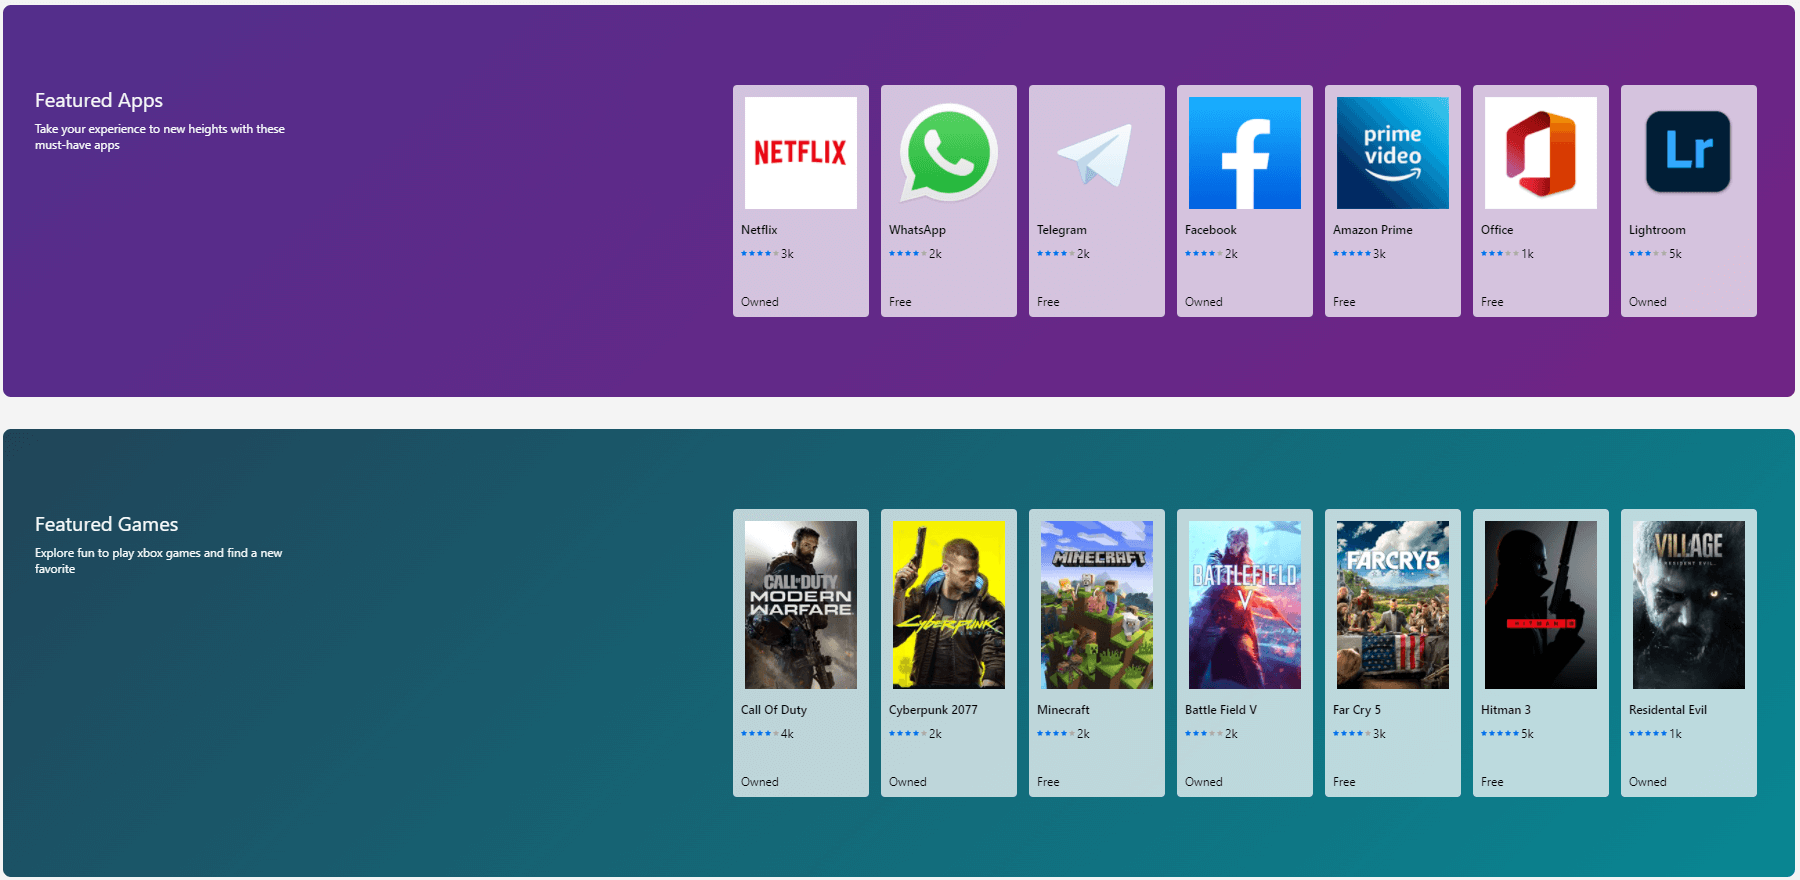 Featured Apps
Take your experience to new heights with these
must-have apps
NETFLIX
Netflix
3k
Owned
WhatsApp
2k
Free
Telegram
2k
Free
f
Facebook
2k
Owned
prime
video
Amazon Prime
3k
Free
Office
1k
Free
Lr
Lightroom
5k
Owned
Featured Games
Explore fun to play xbox games and find a new
favorite
CALL OF DUTY
MODERN
WARFARE
Call Of Duty
4k
Owned
CYBERPUNK
Cyberpunk 2077
2k
Owned
MINECRAFT
Minecraft
2k
Free
BATTLEFIELD
V
Battle Field V
2k
Owned
FARCRY5
Far Cry 5
3k
Free
HITMAN III
Hitman 3
5k
Free
VILLAGE
RESIDENT EVIL
Residental Evil
1k
Owned